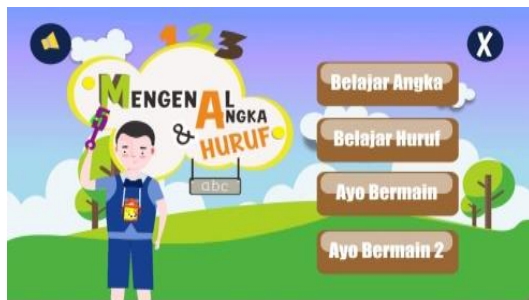 123
MENGENAL
ANGKA
& HURUF
abc
X
Belajar Angka
Belajar Huruf
Ayo Bermain
Ayo Bermain 2